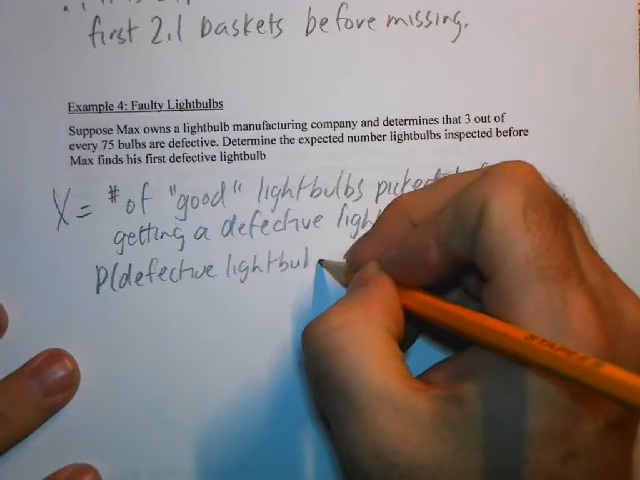 first 2.1 baskets before missing.
Example 4: Faulty Lightbulbs
Suppose Max owns a lightbulb manufacturing company and determines that 3 out of
every 75 bulbs are defective. Determine the expected number lightbulbs inspected before
Max finds his first defective lightbulb
X = # of "good" lightbulbs picked
getting a defective ligh
P(defective lightbul